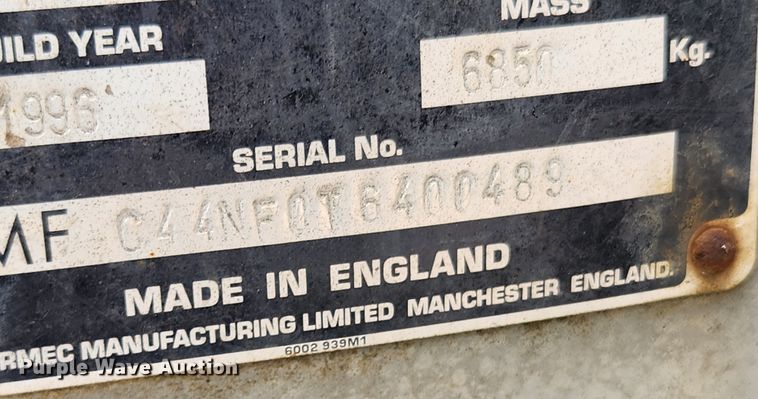 MASS
UILD YEAR
1996
6850 Kg.
SERIAL No.
MF C44NF0T6400489
MADE IN ENGLAND
RMEC MANUFACTURING LIMITED MANCHESTER ENGLAND.
6002 939M1
Purple Wave Auction